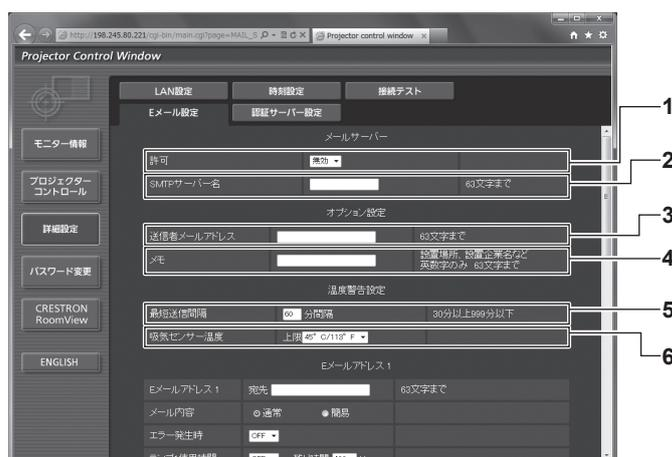 http://198.245.80.221/cgi-bin/main.cgi?page=MAIL_S
Projector control window
Projector Control Window
LAN設定 時刻設定 接続テスト
Eメール設定 認証サーバー設定
モニター情報
プロジェクター
コントロール
詳細設定
パスワード変更
CRESTRON
RoomView
ENGLISH
メールサーバー
許可 無効 1
SMTPサーバー名 63文字まで 2
オプション設定
送信者メールアドレス 63文字まで 3
メモ 設置場所、設置企業名など
英数字のみ 63文字まで 4
温度警告設定
最短送信間隔 60 分間隔 30分以上999分以下 5
吸気センサー温度 上限 45°C/113°F 6
Eメールアドレス1
Eメールアドレス1 宛先 63文字まで
メール内容 通常 簡易
エラー発生時 OFF